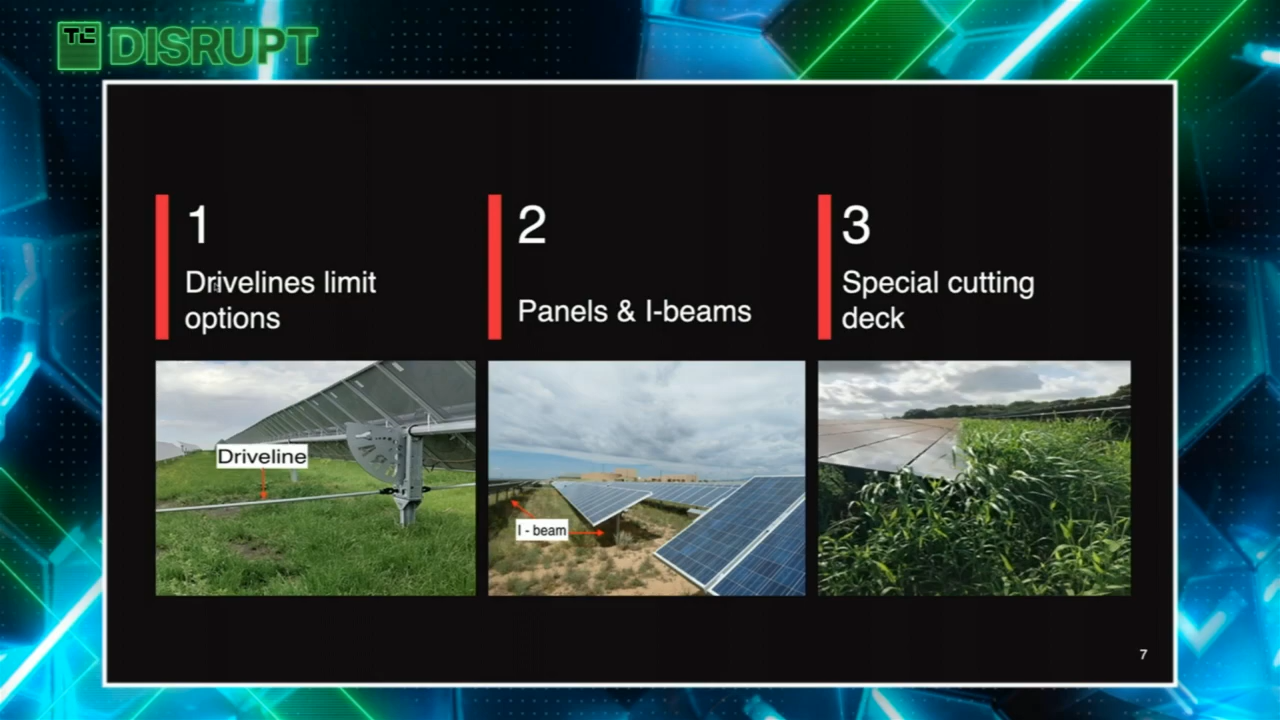 TC DISRUPT
1
Drivelines limit
options
2
Panels & I-beams
3
Special cutting
deck
Driveline
I - beam
7